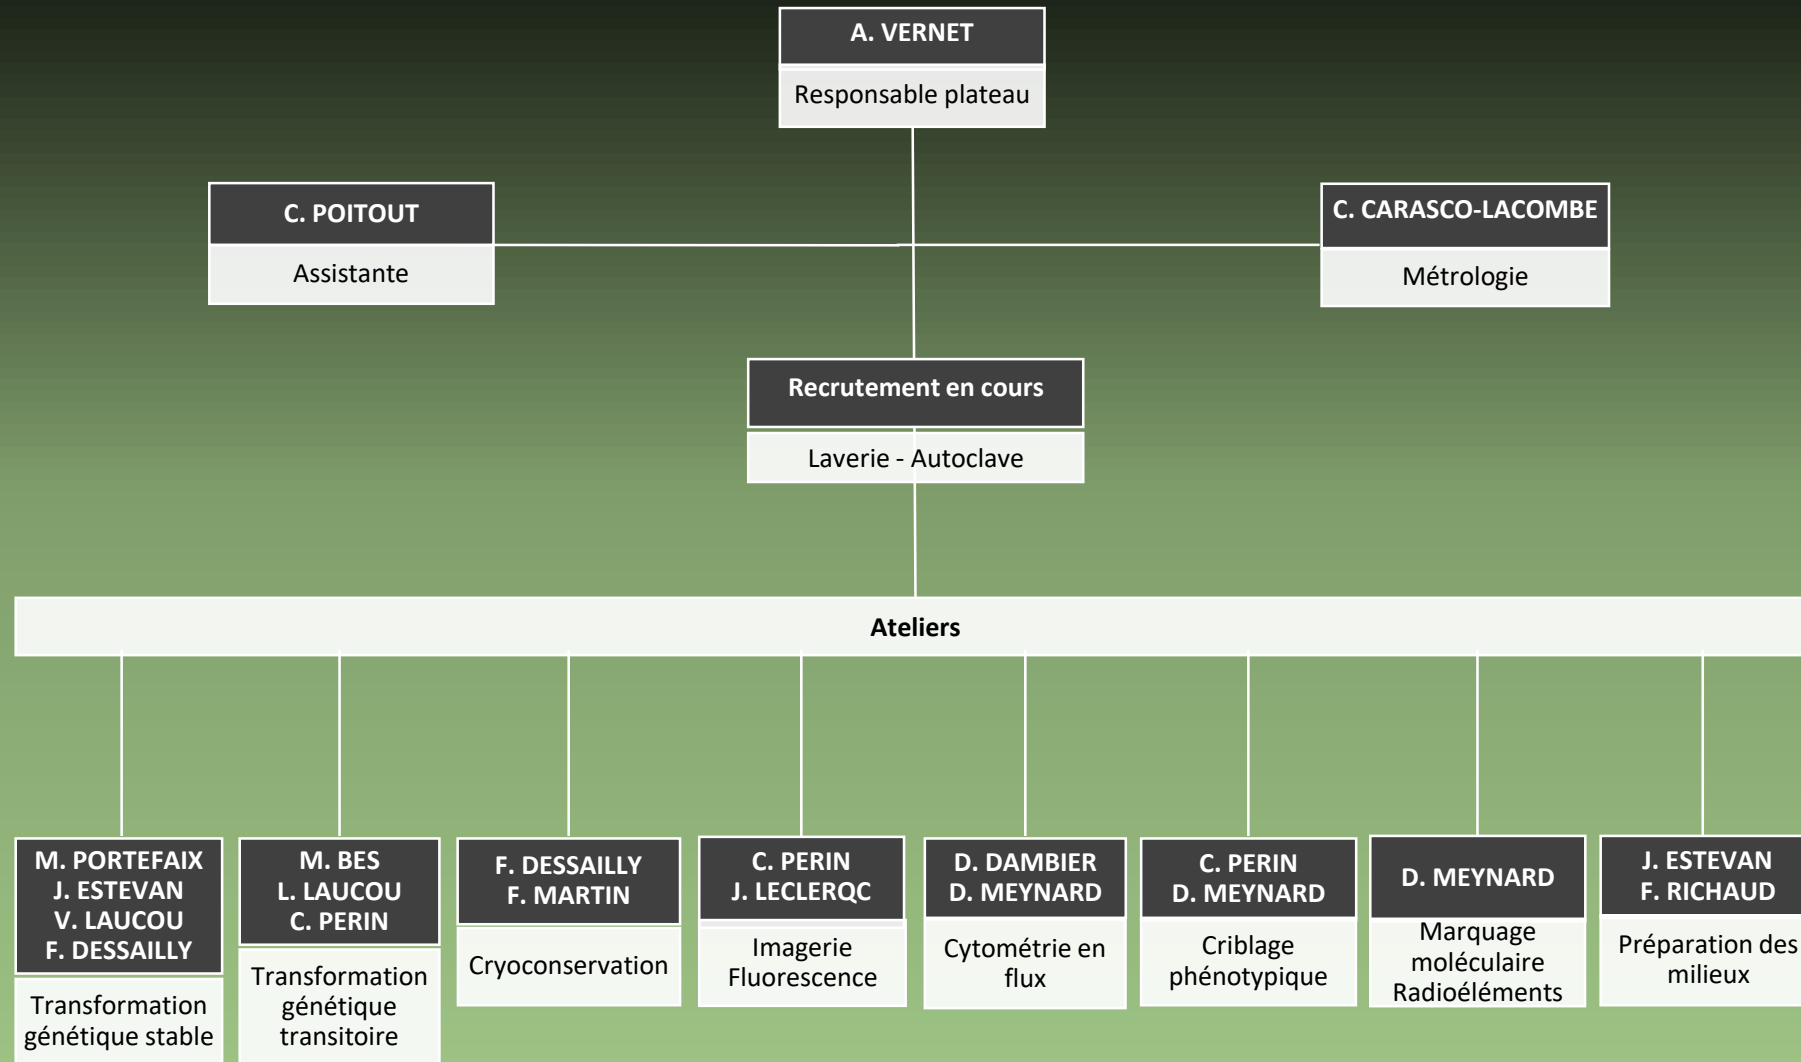 A. VERNET
Responsable plateau
C. POITOUT
Assistante
C. CARASCO-LACOMBE
Métrologie
Recrutement en cours
Laverie - Autoclave
Ateliers
M. PORTEFAIX
J. ESTEVAN
V. LAUCOU
F. DESSAILLY
Transformation
génétique stable
M. BES
L. LAUCOU
C. PERIN
Transformation
génétique
transitoire
F. DESSAILLY
F. MARTIN
Cryoconservation
C. PERIN
J. LECLERQC
Imagerie
Fluorescence
D. DAMBIER
D. MEYNARD
Cytométrie en
flux
C. PERIN
D. MEYNARD
Criblage
phénotypique
D. MEYNARD
Marquage
moléculaire
Radioéléments
J. ESTEVAN
F. RICHAUD
Préparation des
milieux